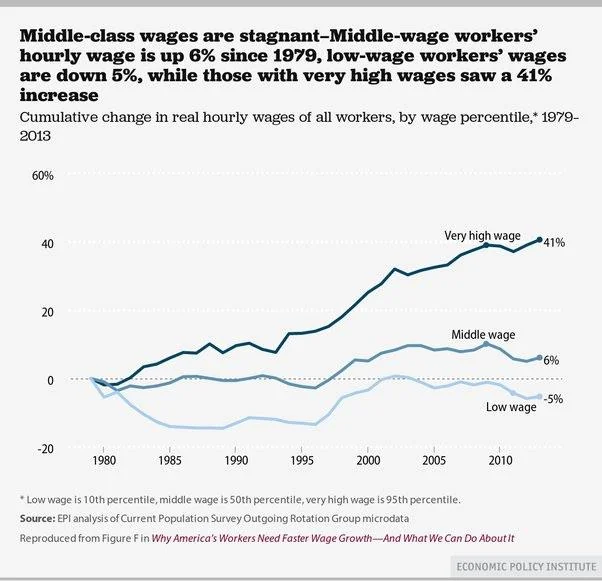 Middle-class wages are stagnant–Middle-wage workers’
hourly wage is up 6% since 1979, low-wage workers’ wages
are down 5%, while those with very high wages saw a 41%
increase
Cumulative change in real hourly wages of all workers, by wage percentile,* 1979–
2013
60%
Very high wage
40
41%
20
Middle wage
6%
0
-5%
Low wage
-20
1980 1985 1990 1995 2000 2005 2010
* Low wage is 10th percentile, middle wage is 50th percentile, very high wage is 95th percentile.
Source: EPI analysis of Current Population Survey Outgoing Rotation Group microdata
Reproduced from Figure F in Why America’s Workers Need Faster Wage Growth—And What We Can Do About It
ECONOMIC POLICY INSTITUTE